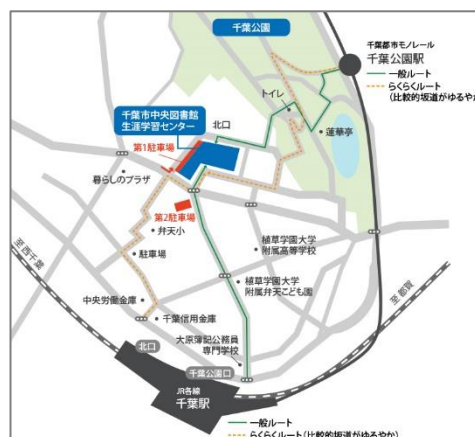 千葉公園
千葉都市モノレール
千葉公園駅
一般ルート
らくらくルート
(比較的坂道がゆるやか)
トイレ
北口
蓮華亭
千葉市中央図書館
生涯学習センター
第1駐車場
暮らしのプラザ
第2駐車場
弁天小
駐車場
植草学園大学
附属高等学校
植草学園大学
附属弁天こども園
至西千葉
至都賀
中央労働金庫
千葉信用金庫
大原簿記公務員
専門学校
北口
千葉公園口
JR各線
千葉駅
一般ルート
らくらくルート(比較的坂道がゆるやか)